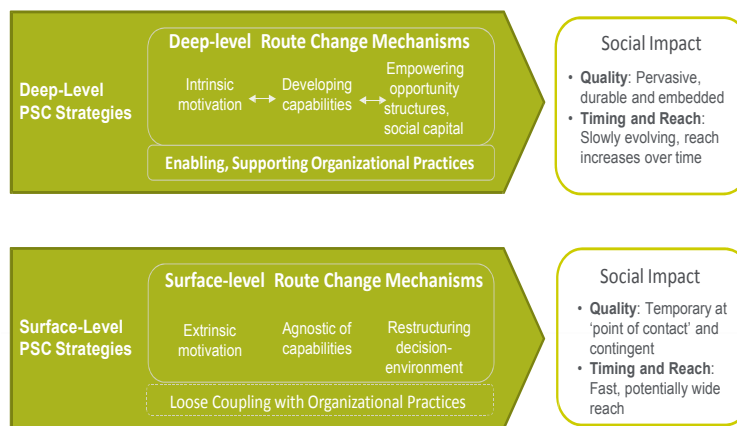 Deep-level Route Change Mechanisms
Deep-Level
PSC Strategies
Intrinsic
motivation
Developing
capabilities
Empowering
opportunity
structures,
social capital
Enabling, Supporting Organizational Practices
Social Impact
• Quality: Pervasive,
durable and embedded
• Timing and Reach:
Slowly evolving, reach
increases over time
Surface-level Route Change Mechanisms
Surface-Level
PSC Strategies
Extrinsic
motivation
Agnostic of
capabilities
Restructuring
decision-
environment
Loose Coupling with Organizational Practices
Social Impact
• Quality: Temporary at
‘point of contact’ and
contingent
• Timing and Reach:
Fast, potentially wide
reach